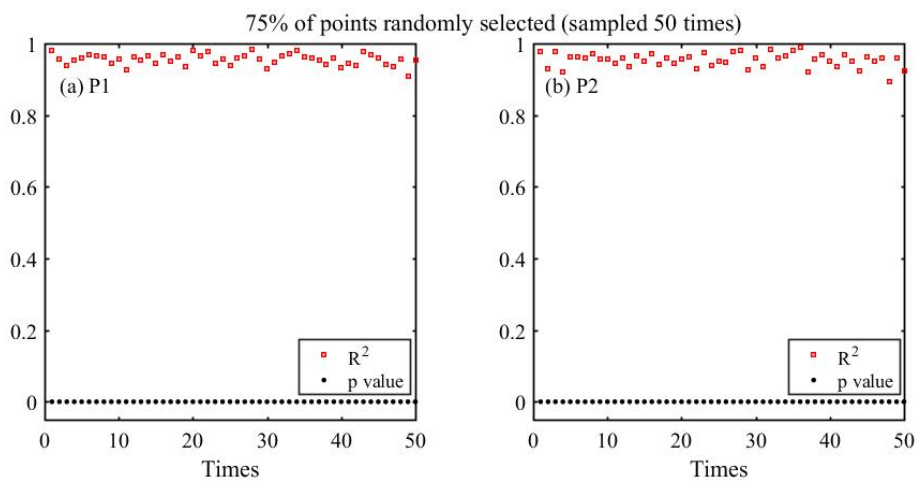 75% of points randomly selected (sampled 50 times)
(a) P1
1
0.8
0.6
0.4
0.2
0
0 10 20 30 40 50
Times
R²
p value
(b) P2
1
0.8
0.6
0.4
0.2
0
0 10 20 30 40 50
Times
R²
p value